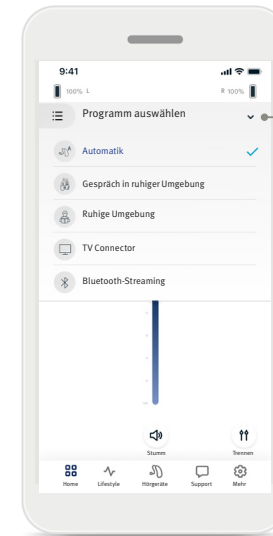 9:41
100% L R 100%
Programm auswählen
Automatik
Gespräch in ruhiger Umgebung
Ruhige Umgebung
TV Connector
Bluetooth-Streaming
Stumm Trennen
Home Lifestyle Hörgeräte Support Mehr